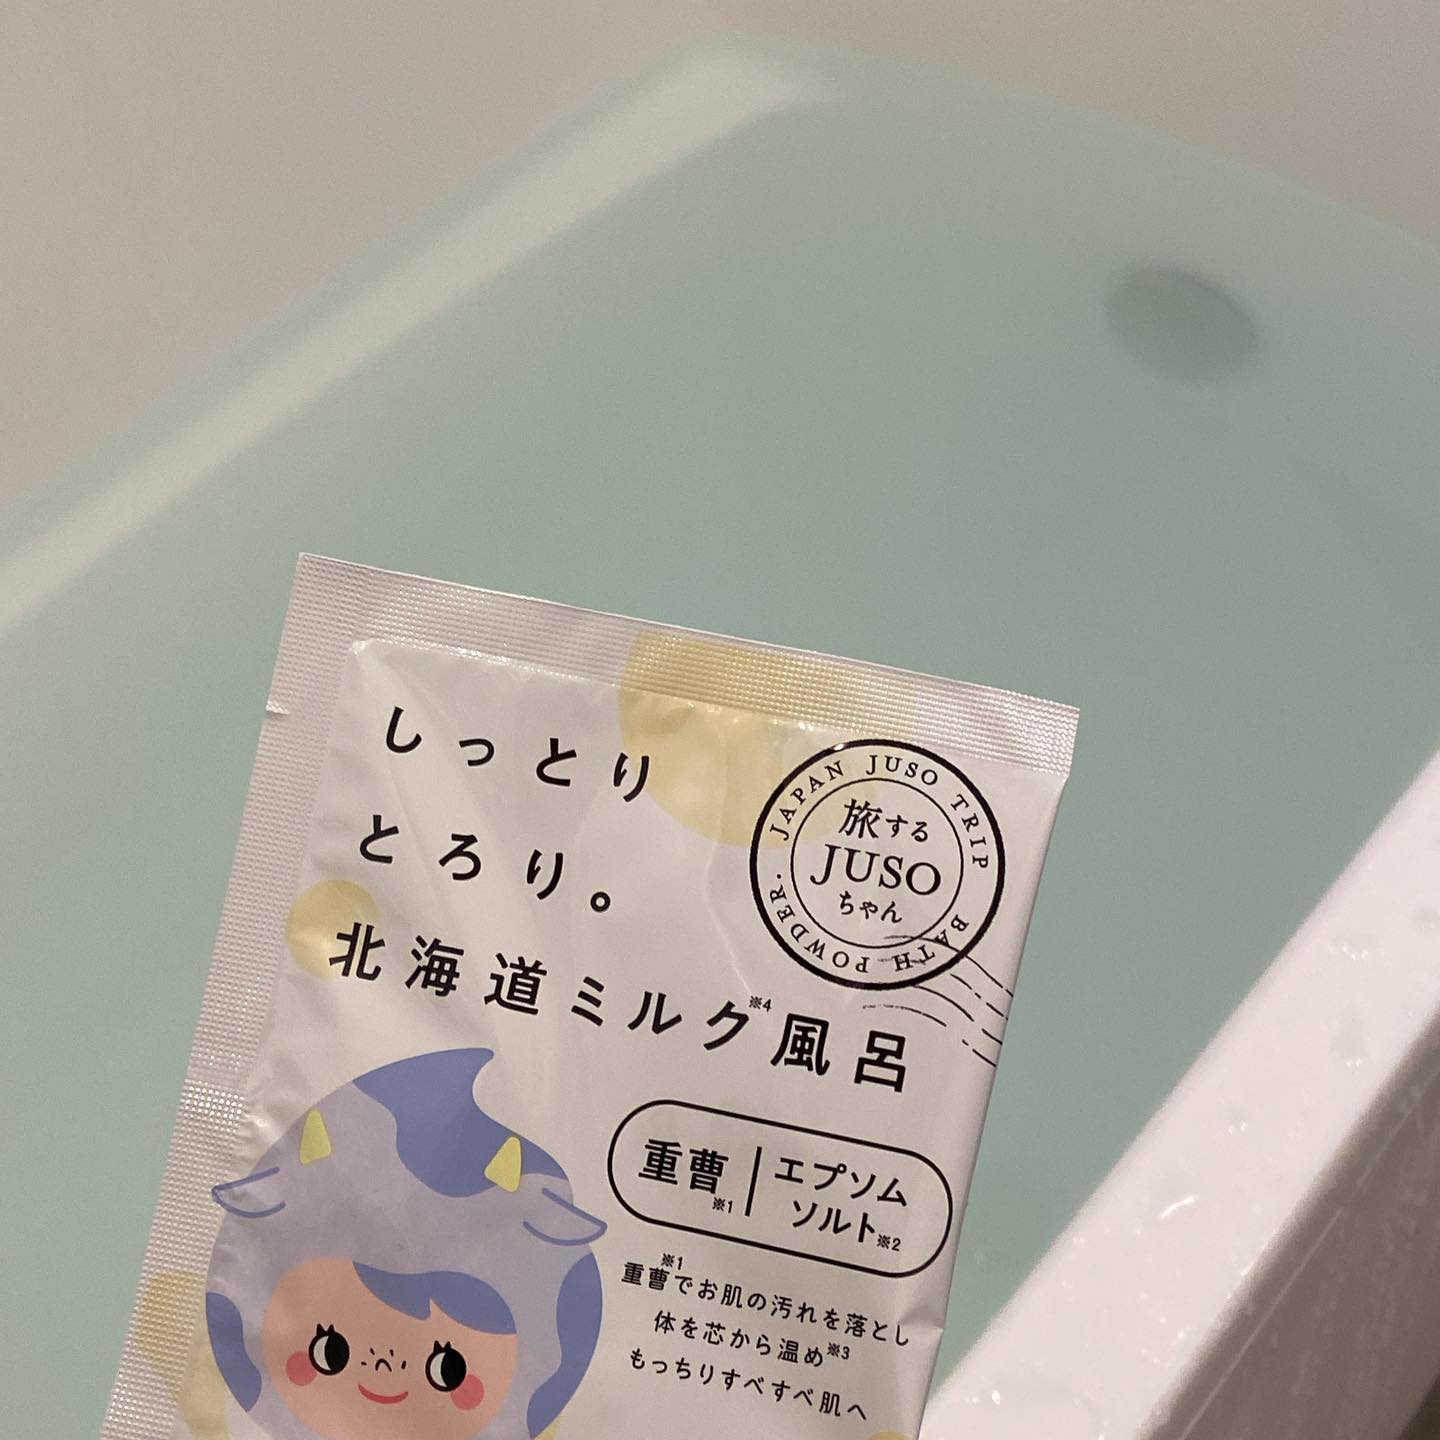 しっとり
とろり。
北海道ミルク※4風呂
JAPAN JUSO TRIP BATH POWDER.
旅する
JUSO
ちゃん
重曹※1
エプソム
ソルト※2
重曹※1でお肌の汚れを落とし
体を芯から温め※3
もっちりすべすべ肌へ